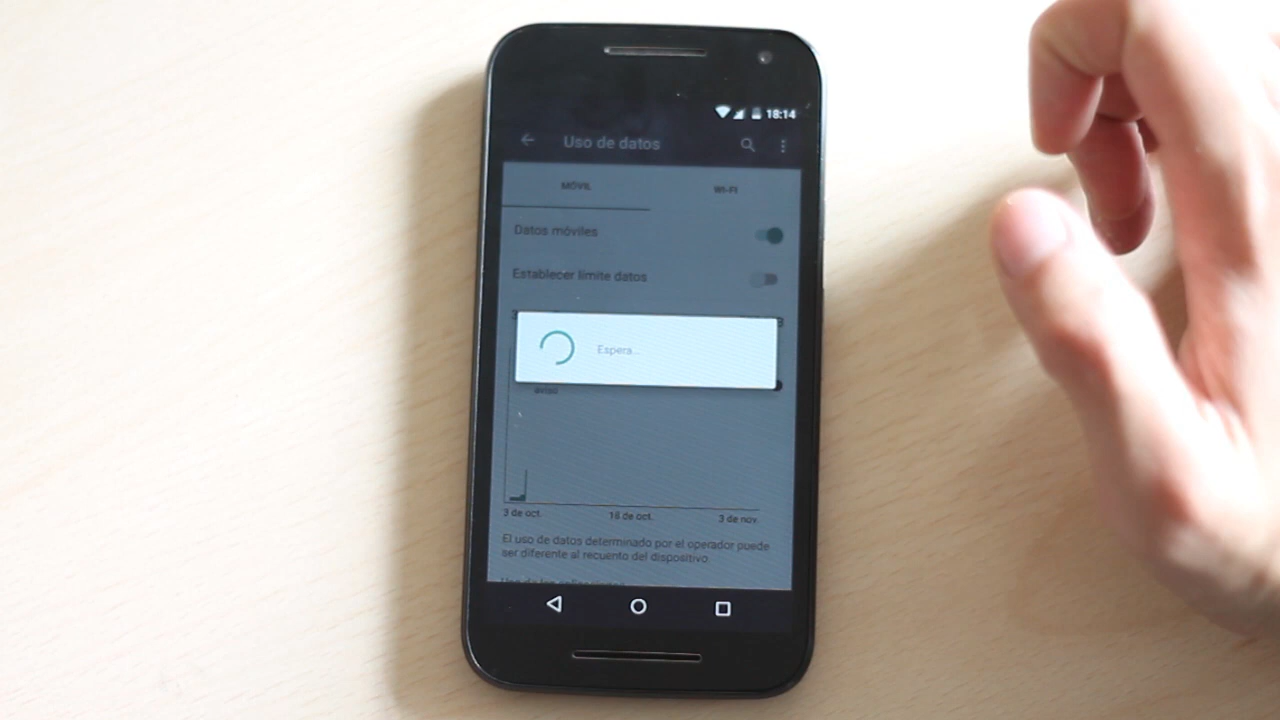 18:14
Uso de datos
MÓVIL
WI-FI
Datos móviles
Establecer límite datos
Espera...
aviso
3 de oct.
18 de oct.
3 de nov.
El uso de datos determinado por el operador puede
ser diferente al recuento del dispositivo.